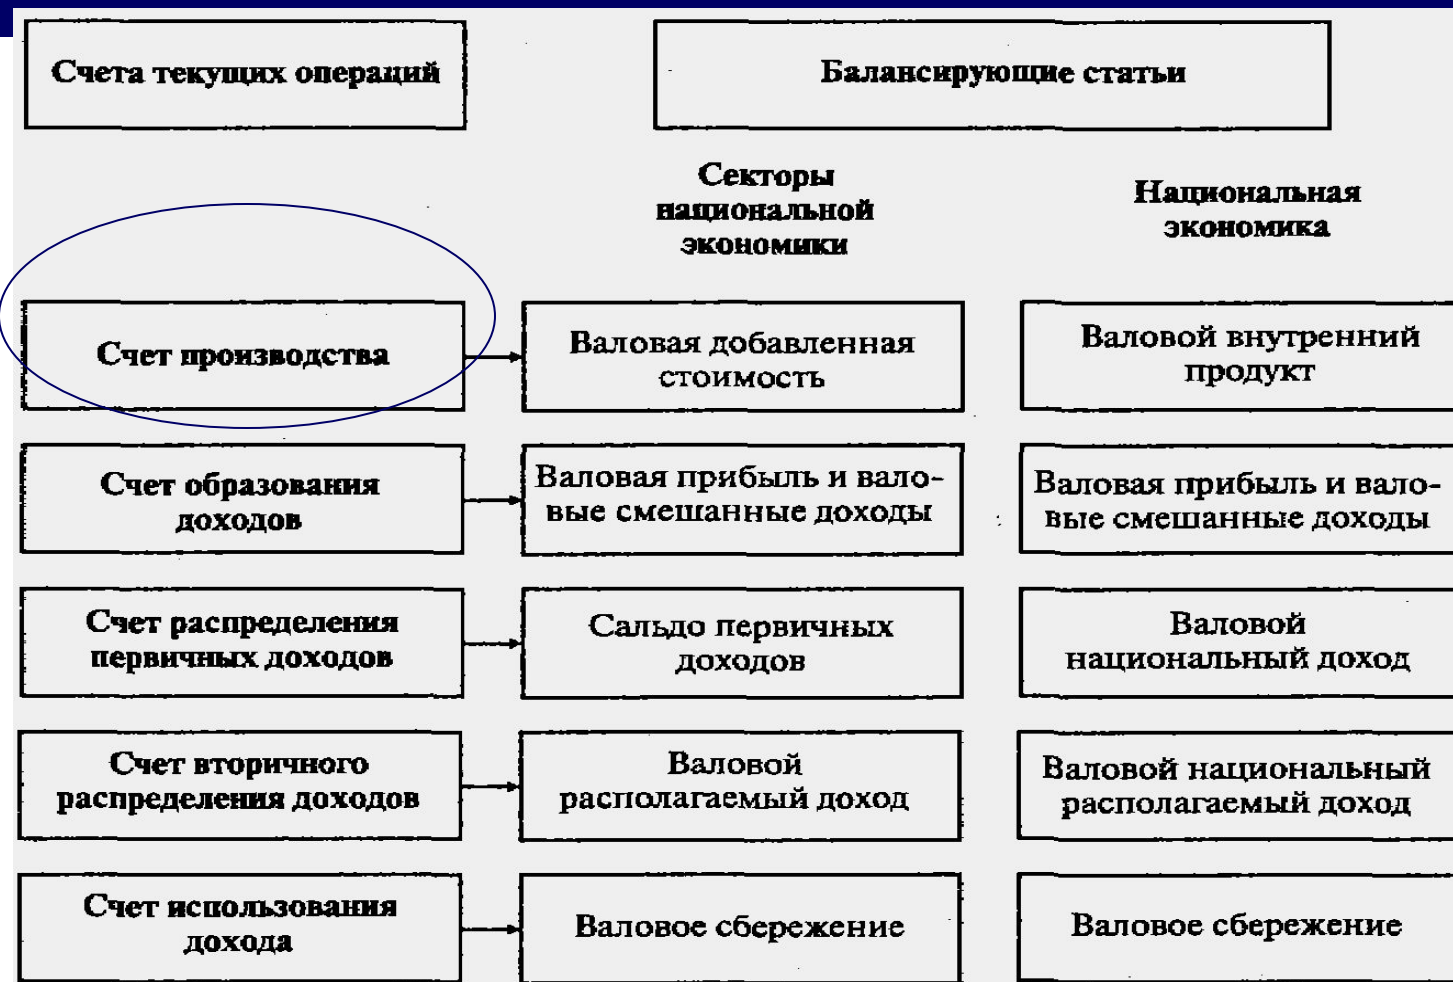 Счета текущих операций
Балансирующие статьи
Секторы
национальной
экономики
Национальная
экономика
Счет производства
Валовая добавленная
стоимость
Валовой внутренний
продукт
Счет образования
доходов
Валовая прибыль и вало-
вые смешанные доходы
Валовая прибыль и вало-
вые смешанные доходы
Счет распределения
первичных доходов
Сальдо первичных
доходов
Валовой
национальный доход
Счет вторичного
распределения доходов
Валовой
располагаемый доход
Валовой национальный
располагаемый доход
Счет использования
дохода
Валовое сбережение
Валовое сбережение